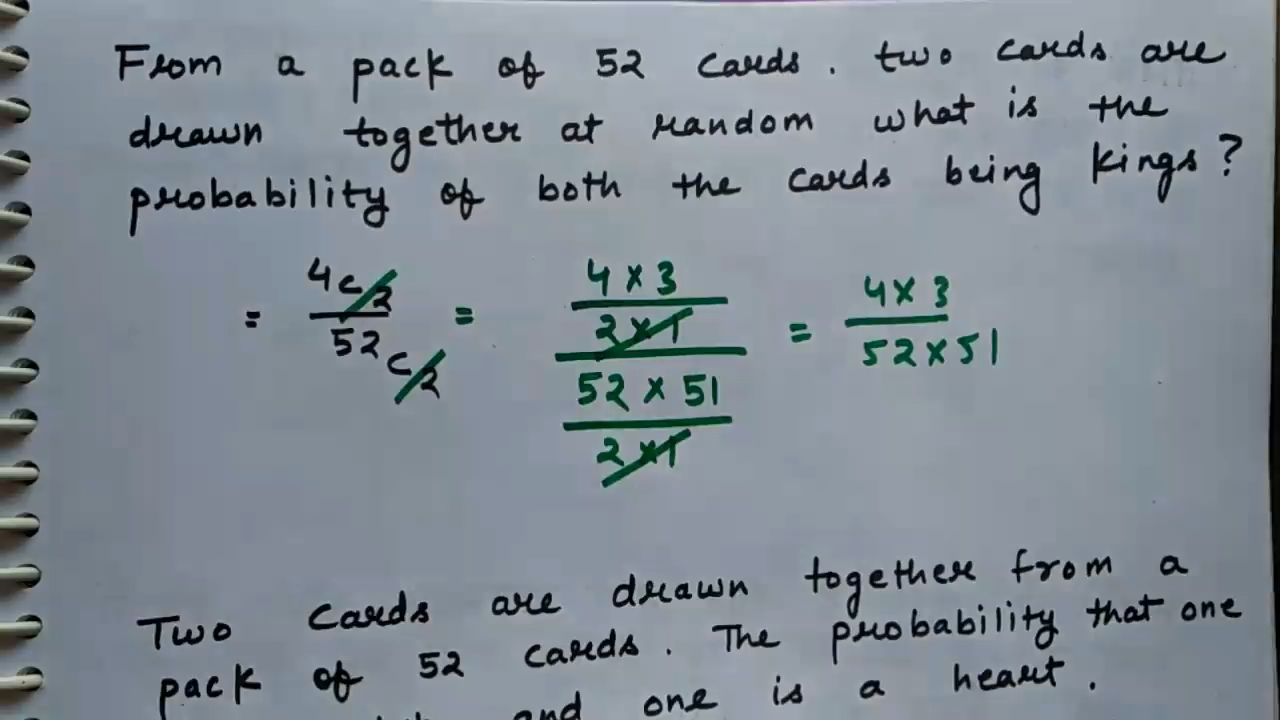 From a pack of 52 cards. two cards are
drawn together at random what is the
probability of both the cards being kings?
= 4c2/52c2 = (4 × 3/2 × 1)/(52 × 51/2 × 1) = 4 × 3/52 × 51
Two cards are drawn together from a
pack of 52 cards. The probability that one
and one is a heart.